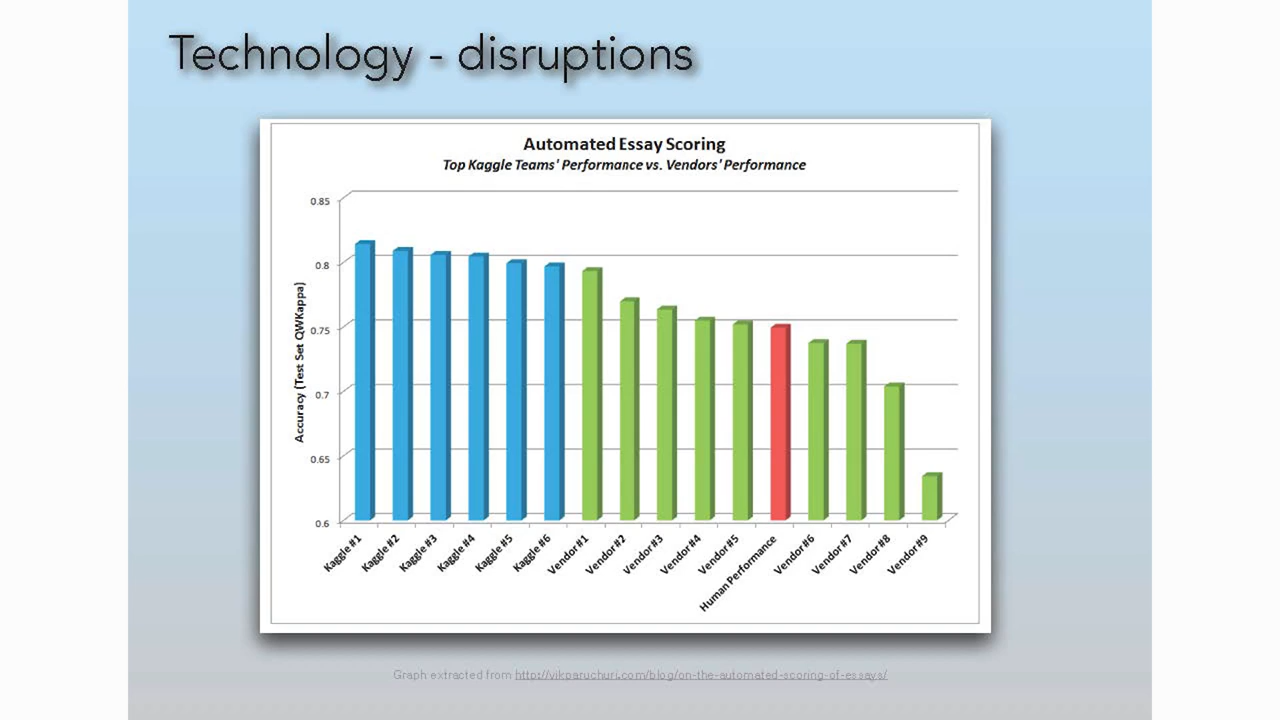 Technology - disruptions
Automated Essay Scoring
Top Kaggle Teams' Performance vs. Vendors' Performance
Accuracy (Test Set QWKappa)
0.85
0.8
0.75
0.7
0.65
0.6
Kaggle #1
Kaggle #2
Kaggle #3
Kaggle #4
Kaggle #5
Kaggle #6
Vendor #1
Vendor #2
Vendor #3
Vendor #4
Vendor #5
Human Performance
Vendor #6
Vendor #7
Vendor #8
Vendor #9
Graph extracted from http://vikparuchuri.com/blog/on-the-automated-scoring-of-essays/